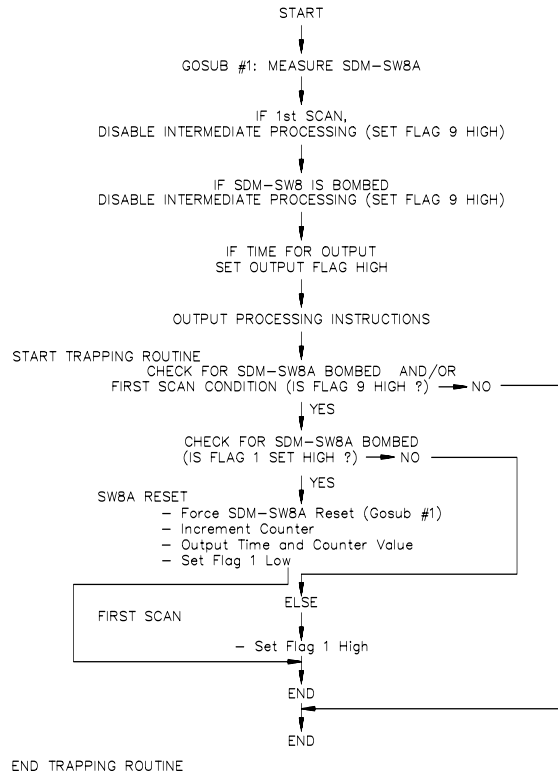 START
GOSUB #1: MEASURE SDM-SW8A
IF 1st SCAN,
DISABLE INTERMEDIATE PROCESSING (SET FLAG 9 HIGH)
IF SDM-SW8 IS BOMBED
DISABLE INTERMEDIATE PROCESSING (SET FLAG 9 HIGH)
IF TIME FOR OUTPUT
SET OUTPUT FLAG HIGH
OUTPUT PROCESSING INSTRUCTIONS
START TRAPPING ROUTINE
CHECK FOR SDM-SW8A BOMBED AND/OR
FIRST SCAN CONDITION (IS FLAG 9 HIGH ?) NO
YES
CHECK FOR SDM-SW8A BOMBED
(IS FLAG 1 SET HIGH ?) NO
YES
SW8A RESET
- Force SDM-SW8A Reset (Gosub #1)
- Increment Counter
- Output Time and Counter Value
- Set Flag 1 Low
ELSE
FIRST SCAN
- Set Flag 1 High
END
END
END TRAPPING ROUTINE